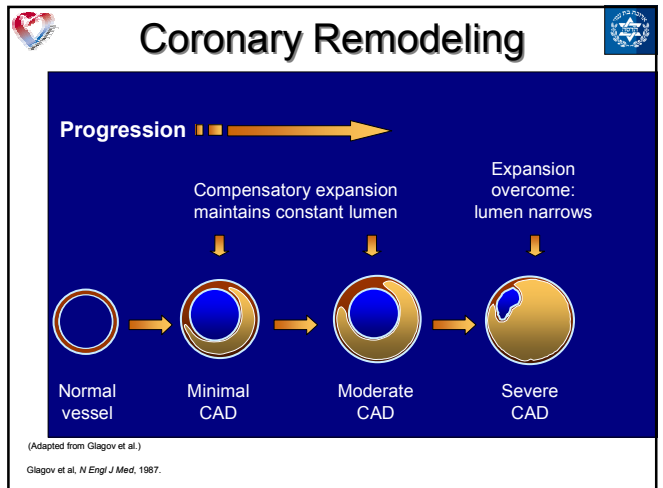 Coronary Remodeling
Progression
Compensatory expansion
maintains constant lumen
Expansion
overcome:
lumen narrows
Normal
vessel
Minimal
CAD
Moderate
CAD
Severe
CAD
(Adapted from Glagov et al.)
Glagov et al, N Engl J Med, 1987.